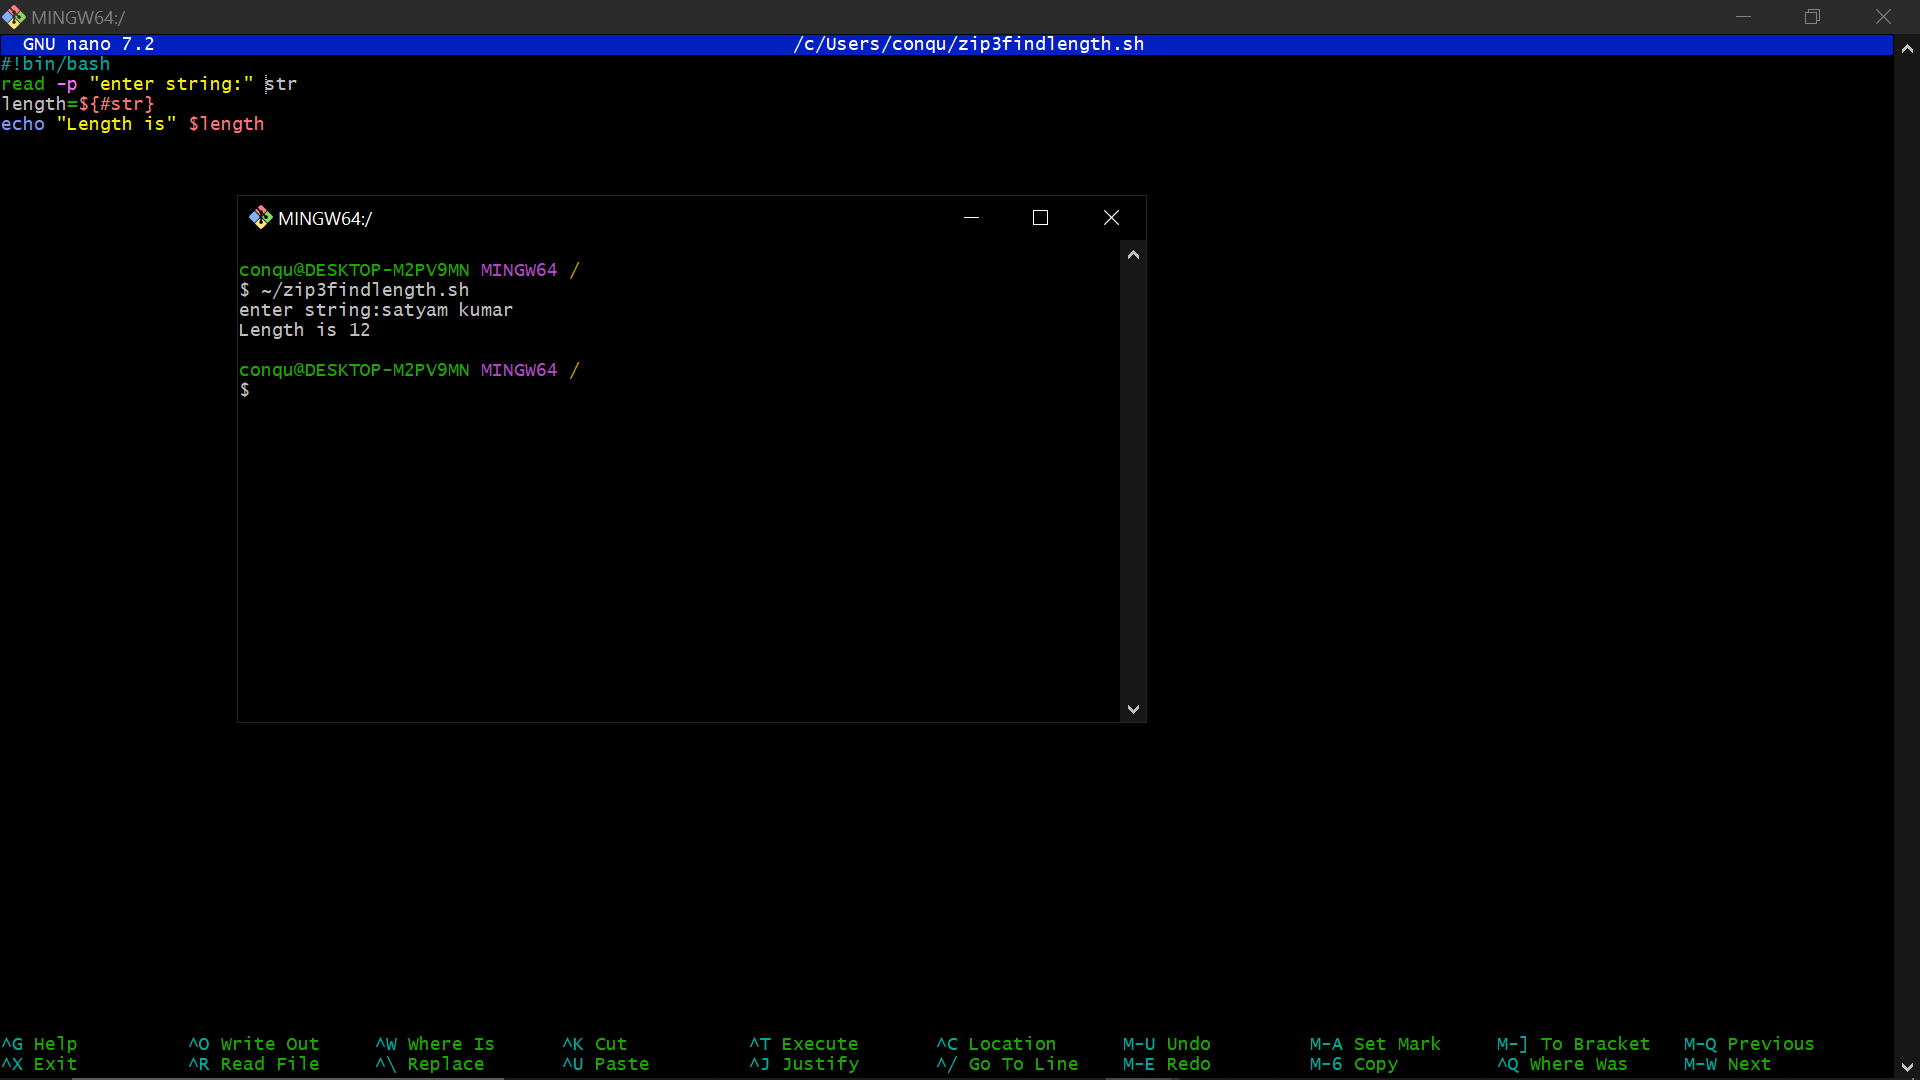 MINGW64:/
GNU nano 7.2 /c/Users/conqu/zip3findlength.sh
#!bin/bash
read -p "enter string:" str
length=${#str}
echo "Length is" $length
MINGW64:/
conqu@DESKTOP-M2PV9MN MINGW64 /
$ ~/zip3findlength.sh
enter string:satyam kumar
Length is 12
conqu@DESKTOP-M2PV9MN MINGW64 /
$
^G Help ^O Write Out ^W Where Is ^K Cut ^T Execute ^C Location M-U Undo M-A Set Mark M-] To Bracket M-Q Previous
^X Exit ^R Read File ^\ Replace ^U Paste ^J Justify ^/ Go To Line M-E Redo M-6 Copy ^Q Where Was M-W Next